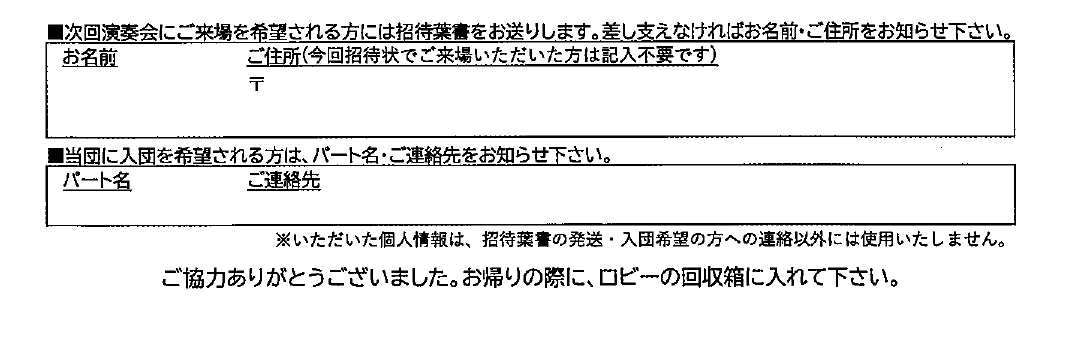 ■次回演奏会にご来場を希望される方には招待葉書をお送りします。差し支えなければお名前・ご住所をお知らせ下さい。
お名前 ご住所(今回招待状でご来場いただいた方は記入不要です)
〒
■当団に入団を希望される方は、パート名・ご連絡先をお知らせ下さい。
パート名 ご連絡先
※いただいた個人情報は、招待葉書の発送・入団希望の方への連絡以外には使用いたしません。
ご協力ありがとうございました。お帰りの際に、ロビーの回収箱に入れて下さい。